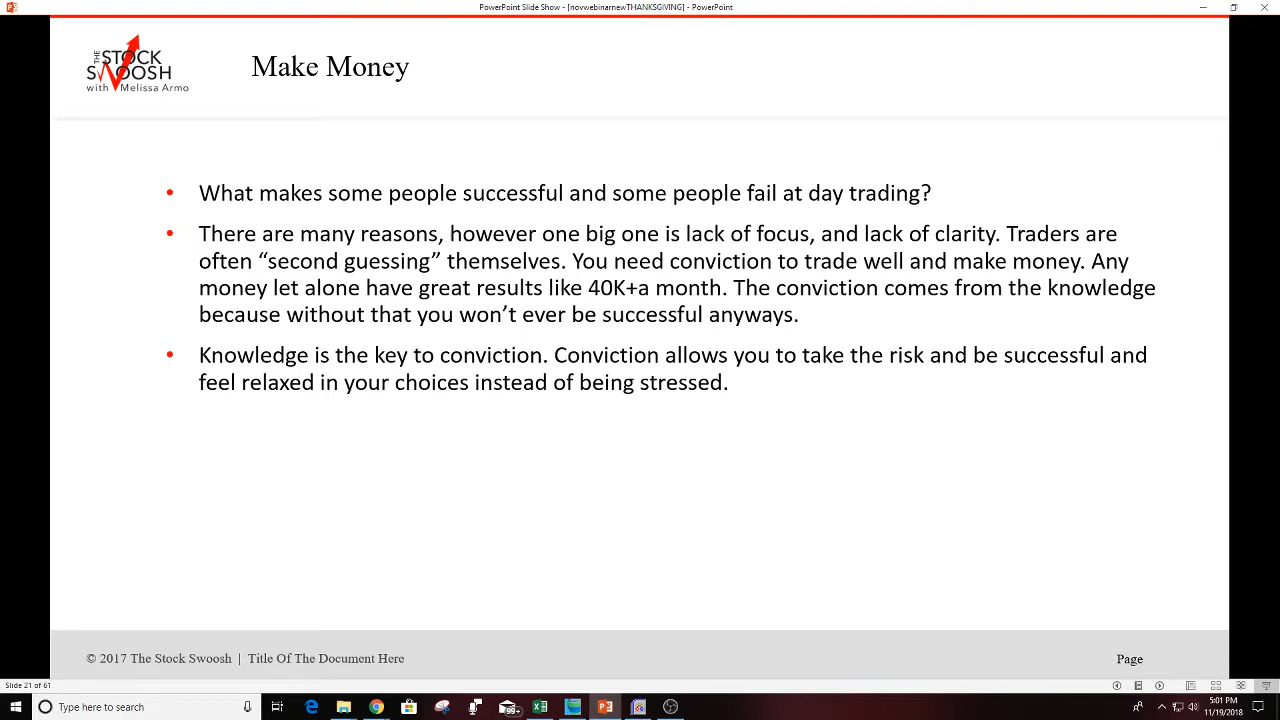 PowerPoint Slide Show - [novwebinarnewTHANKSGIVING] - PowerPoint
THE
STOCK
SWOOSH
with Melissa Armo
Make Money
• What makes some people successful and some people fail at day trading?
• There are many reasons, however one big one is lack of focus, and lack of clarity. Traders are
often “second guessing” themselves. You need conviction to trade well and make money. Any
money let alone have great results like 40K+a month. The conviction comes from the knowledge
because without that you won’t ever be successful anyways.
• Knowledge is the key to conviction. Conviction allows you to take the risk and be successful and
feel relaxed in your choices instead of being stressed.
© 2017 The Stock Swoosh | Title Of The Document Here
Page
Slide 21 of 61
Type here to search
99+
5:01 PM
11/19/2018